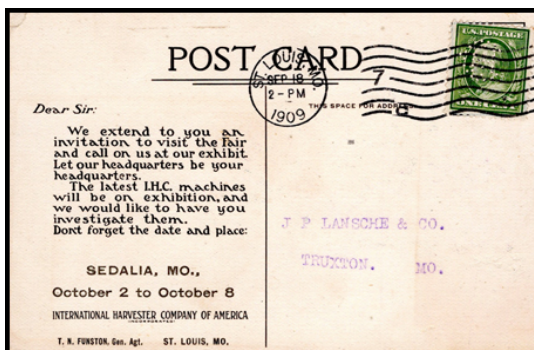 POST CARD
ST. LOUIS, MO.
SEP 18
2-PM
1909
7
C
U.S. POSTAGE
THIS SPACE FOR ADDRESS
Dear Sir:
We extend to you an
invitation to visit the Fair
and call on us at our exhibit.
Let our headquarters be your
headquarters.
The latest I.H.C. machines
will be on exhibition, and
we would like to have you
investigate them.
Dont forget the date and place:
SEDALIA, MO.,
October 2 to October 8
INTERNATIONAL HARVESTER COMPANY OF AMERICA
INCORPORATED
T. N. FUNSTON, Gen. Agt. ST. LOUIS, MO.
J P LANSCHE & CO.
TRUXTON. MO.